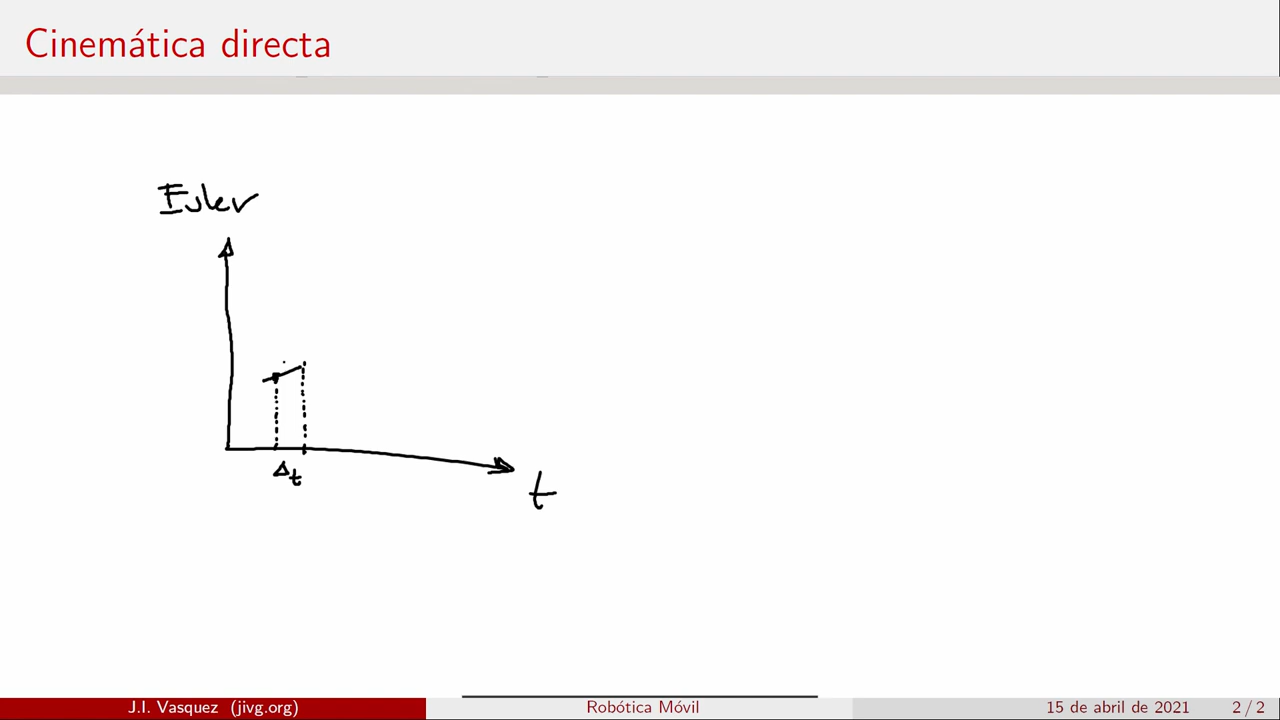 Cinemática directa
Euler
Δt
t
J.I. Vasquez (jivg.org)
Robótica Móvil
15 de abril de 2021
2 / 2